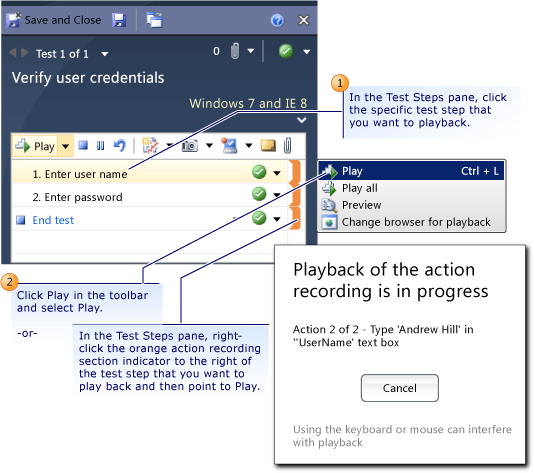 Save and Close
Test 1 of 1
0
Verify user credentials
Windows 7 and IE 8
Play
1. Enter user name
2. Enter password
End test
1
In the Test Steps pane, click
the specific test step that
you want to playback.
Play Ctrl + L
Play all
Preview
Change browser for playback
2
Click Play in the toolbar
and select Play.
-or-
In the Test Steps pane, right-
click the orange action recording
section indicator to the right of
the test step that you want to
play back and then point to Play.
Playback of the action
recording is in progress
Action 2 of 2 - Type 'Andrew Hill' in
''UserName' text box
Cancel
Using the keyboard or mouse can interfere
with playback